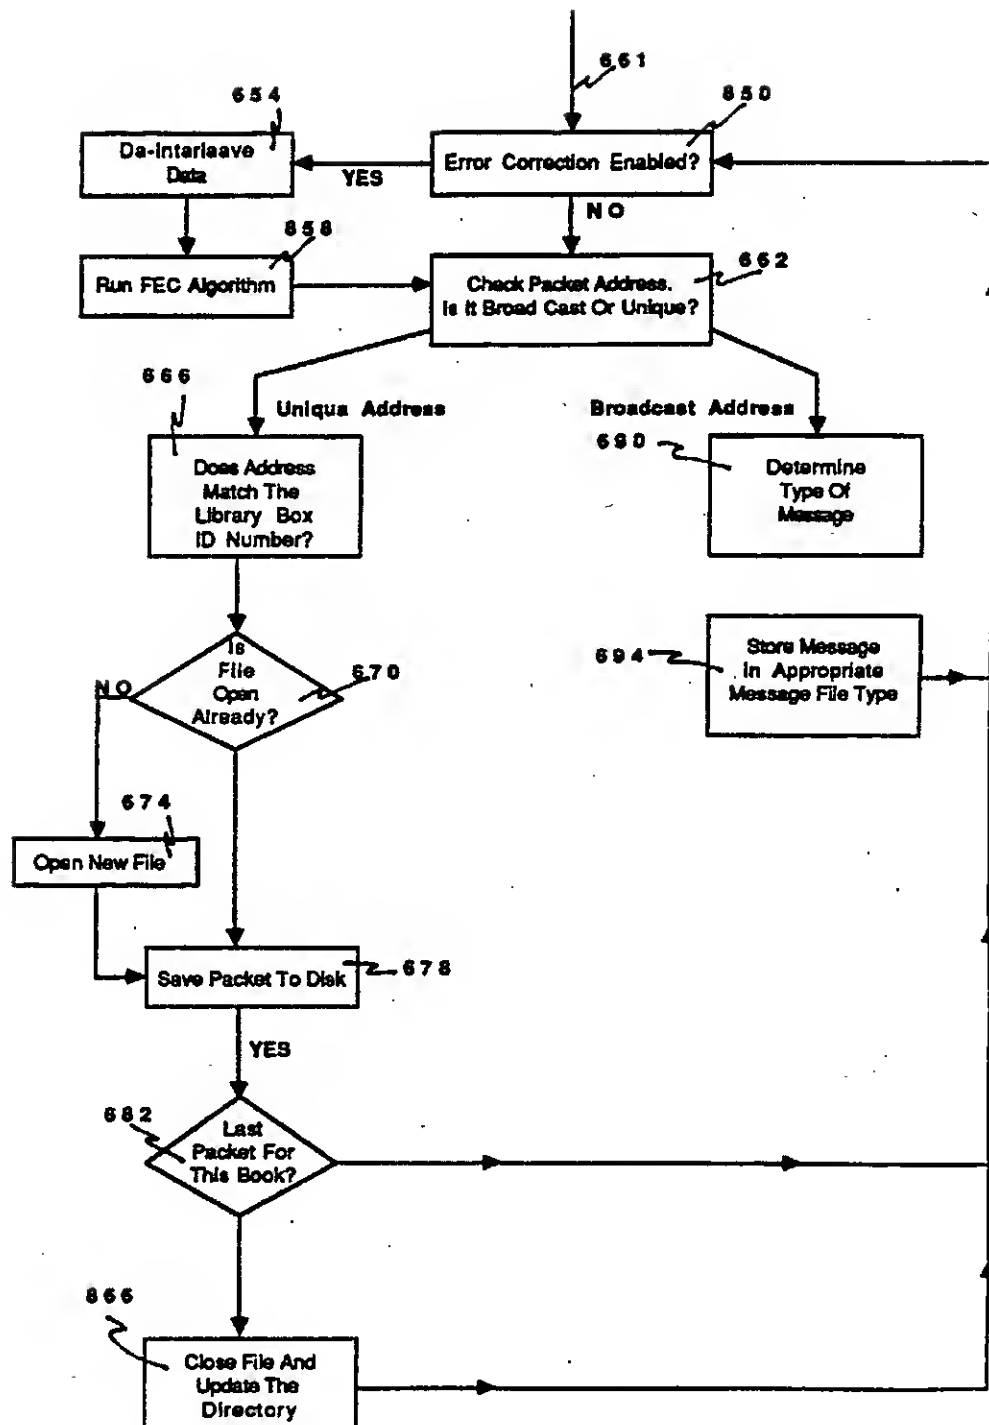 661
654
850
Da-Intarlaave
Data
Error Correction Enabled?
YES
NO
858
662
Run FEC Algorithm
Check Packet Address.
Is It Broad Cast Or Unique?
666
Uniqua Address
Broadcast Address
690
Does Address
Match The
Library Box
ID Number?
Determine
Type Of
Message
Is
File
Open
Already?
670
NO
694
Store Message
In Appropriate
Message File Type
674
Open New File
Save Packet To Disk
678
YES
682
Last
Packet For
This Book?
866
Close File And
Update The
Directory